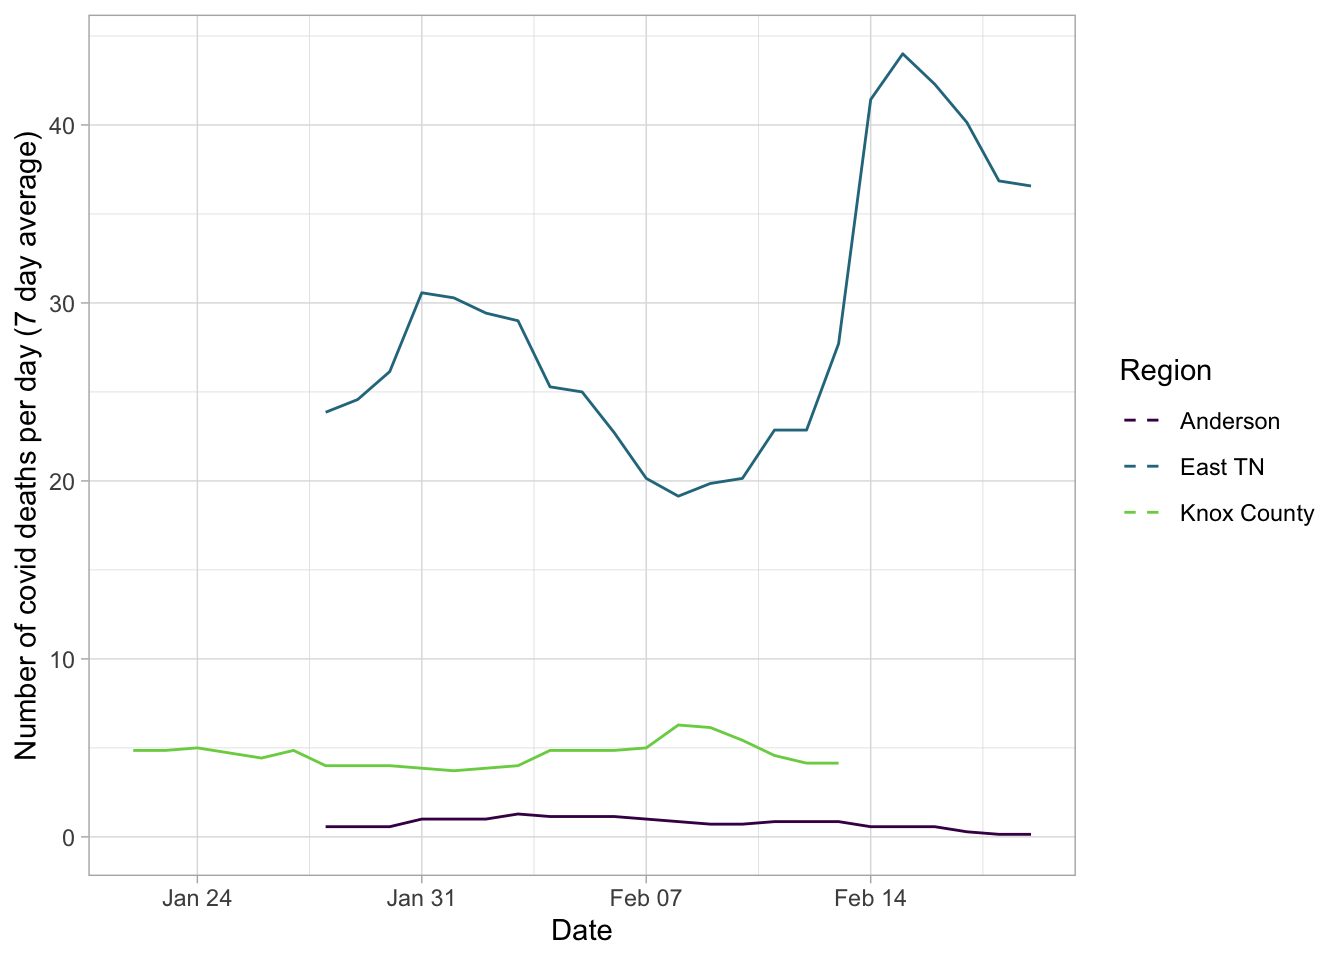 Number of covid deaths per day (7 day average)
40
30
20
10
0
Jan 24
Jan 31
Feb 07
Feb 14
Date
Region
Anderson
East TN
Knox County